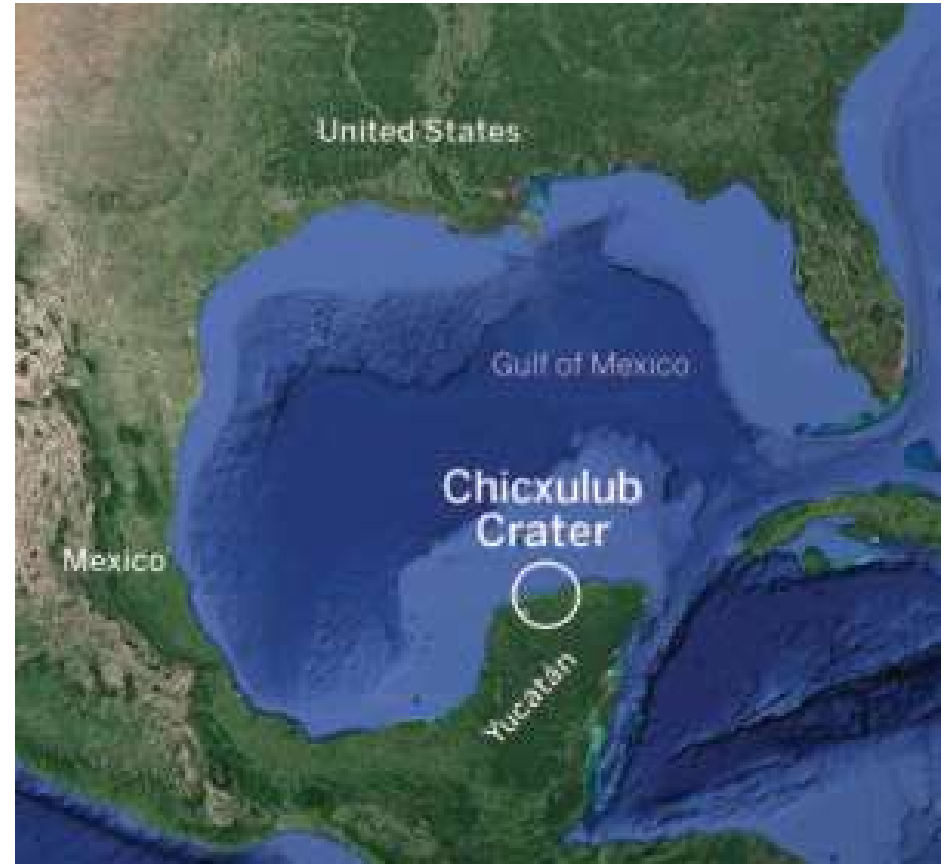 United States
Gulf of Mexico
Chicxulub
Crater
Mexico
Yucatán